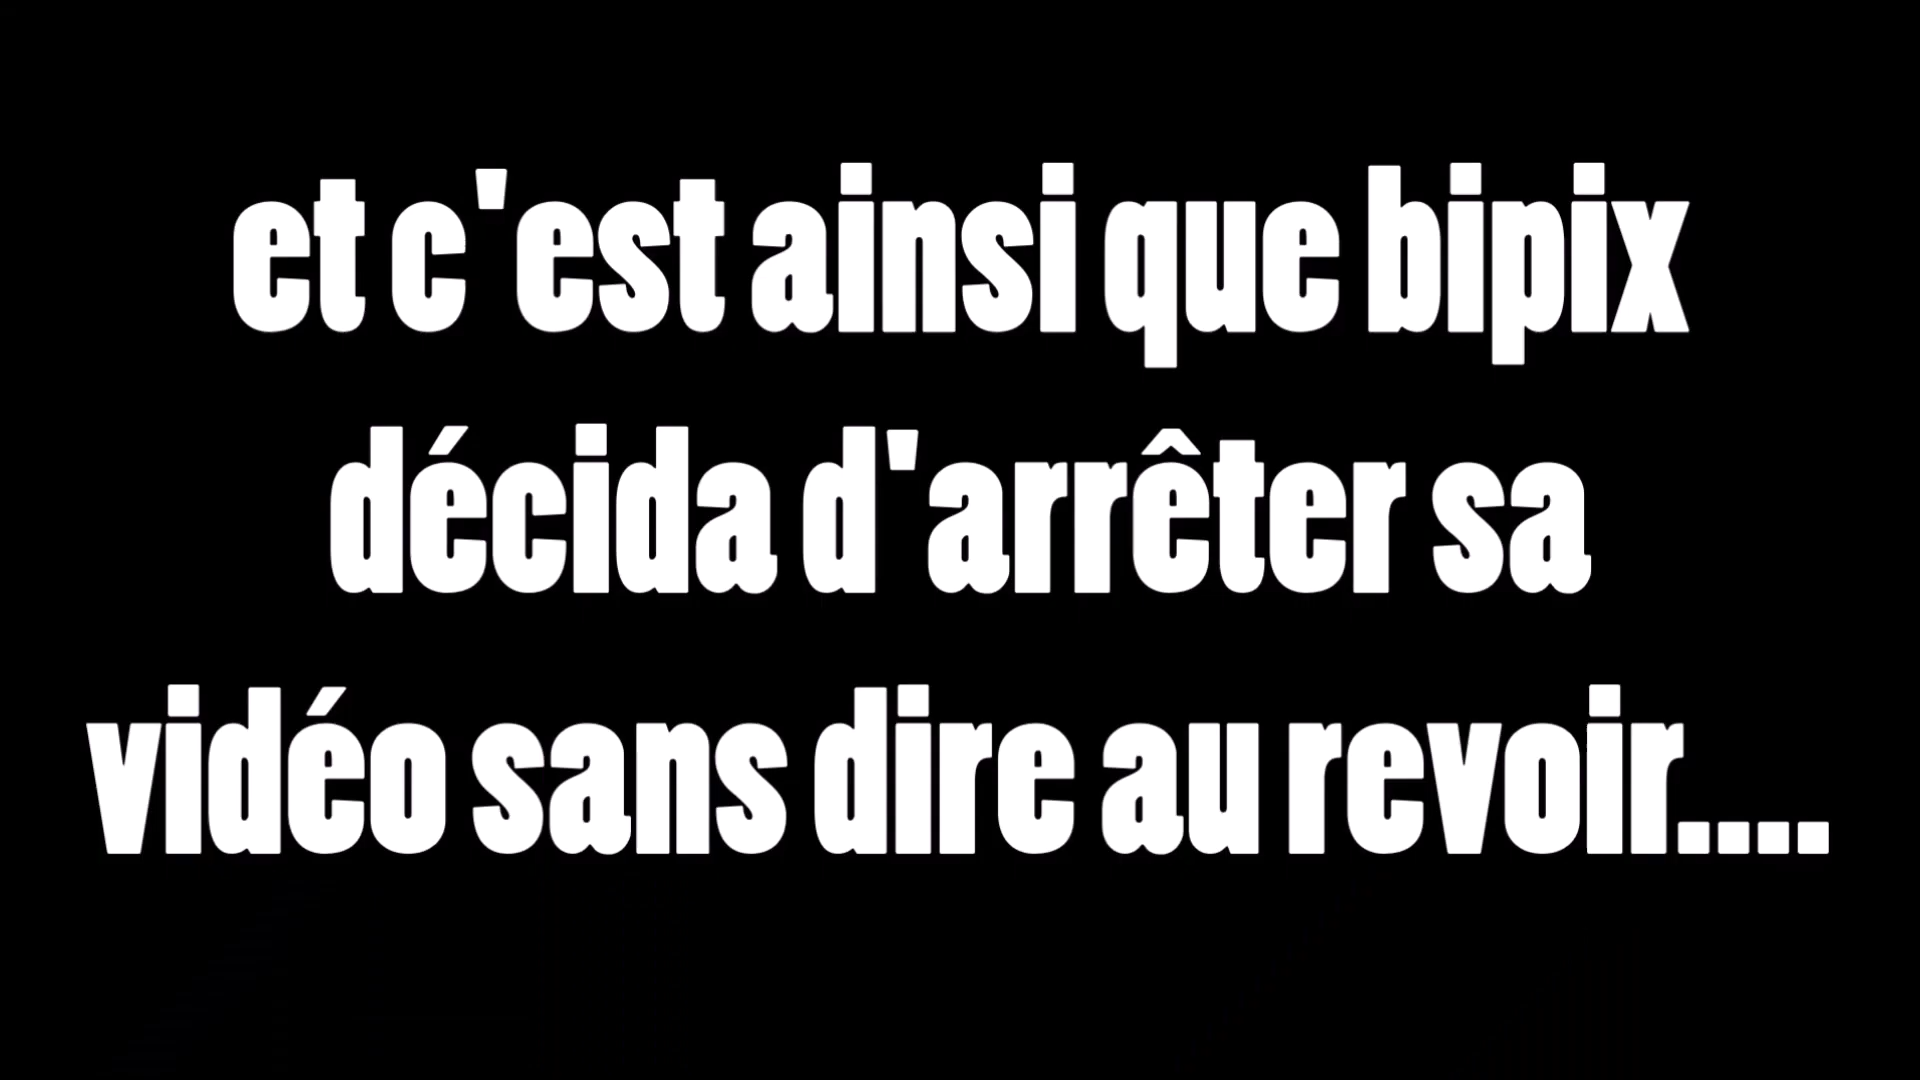 et c'est ainsi que bipix
décida d'arrêter sa
vidéo sans dire au revoir....